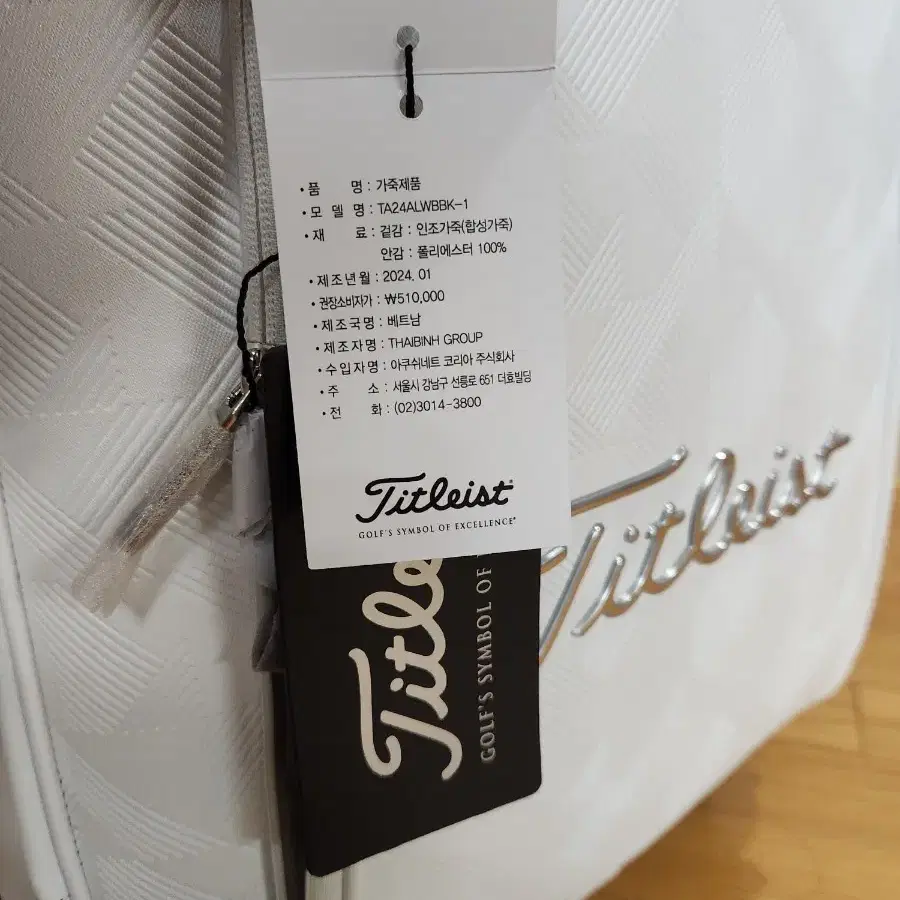 • 품 명 : 가죽제품
• 모 델 명 : TA24ALWBBK-1
• 재 료 : 겉감 : 인조가죽(합성가죽)
안감 : 폴리에스터 100%
• 제조년월 : 2024. 01
• 권장소비자가 : ₩510,000
• 제조국명 : 베트남
• 제조자명 : THAIBINH GROUP
• 수입자명 : 아쿠쉬네트 코리아 주식회사
• 주 소 : 서울시 강남구 선릉로 651 더효빌딩
• 전 화 : (02)3014-3800
Titleist®
GOLF'S SYMBOL OF EXCELLENCE®
Titleist
GOLF'S SYMBOL OF
Titleist